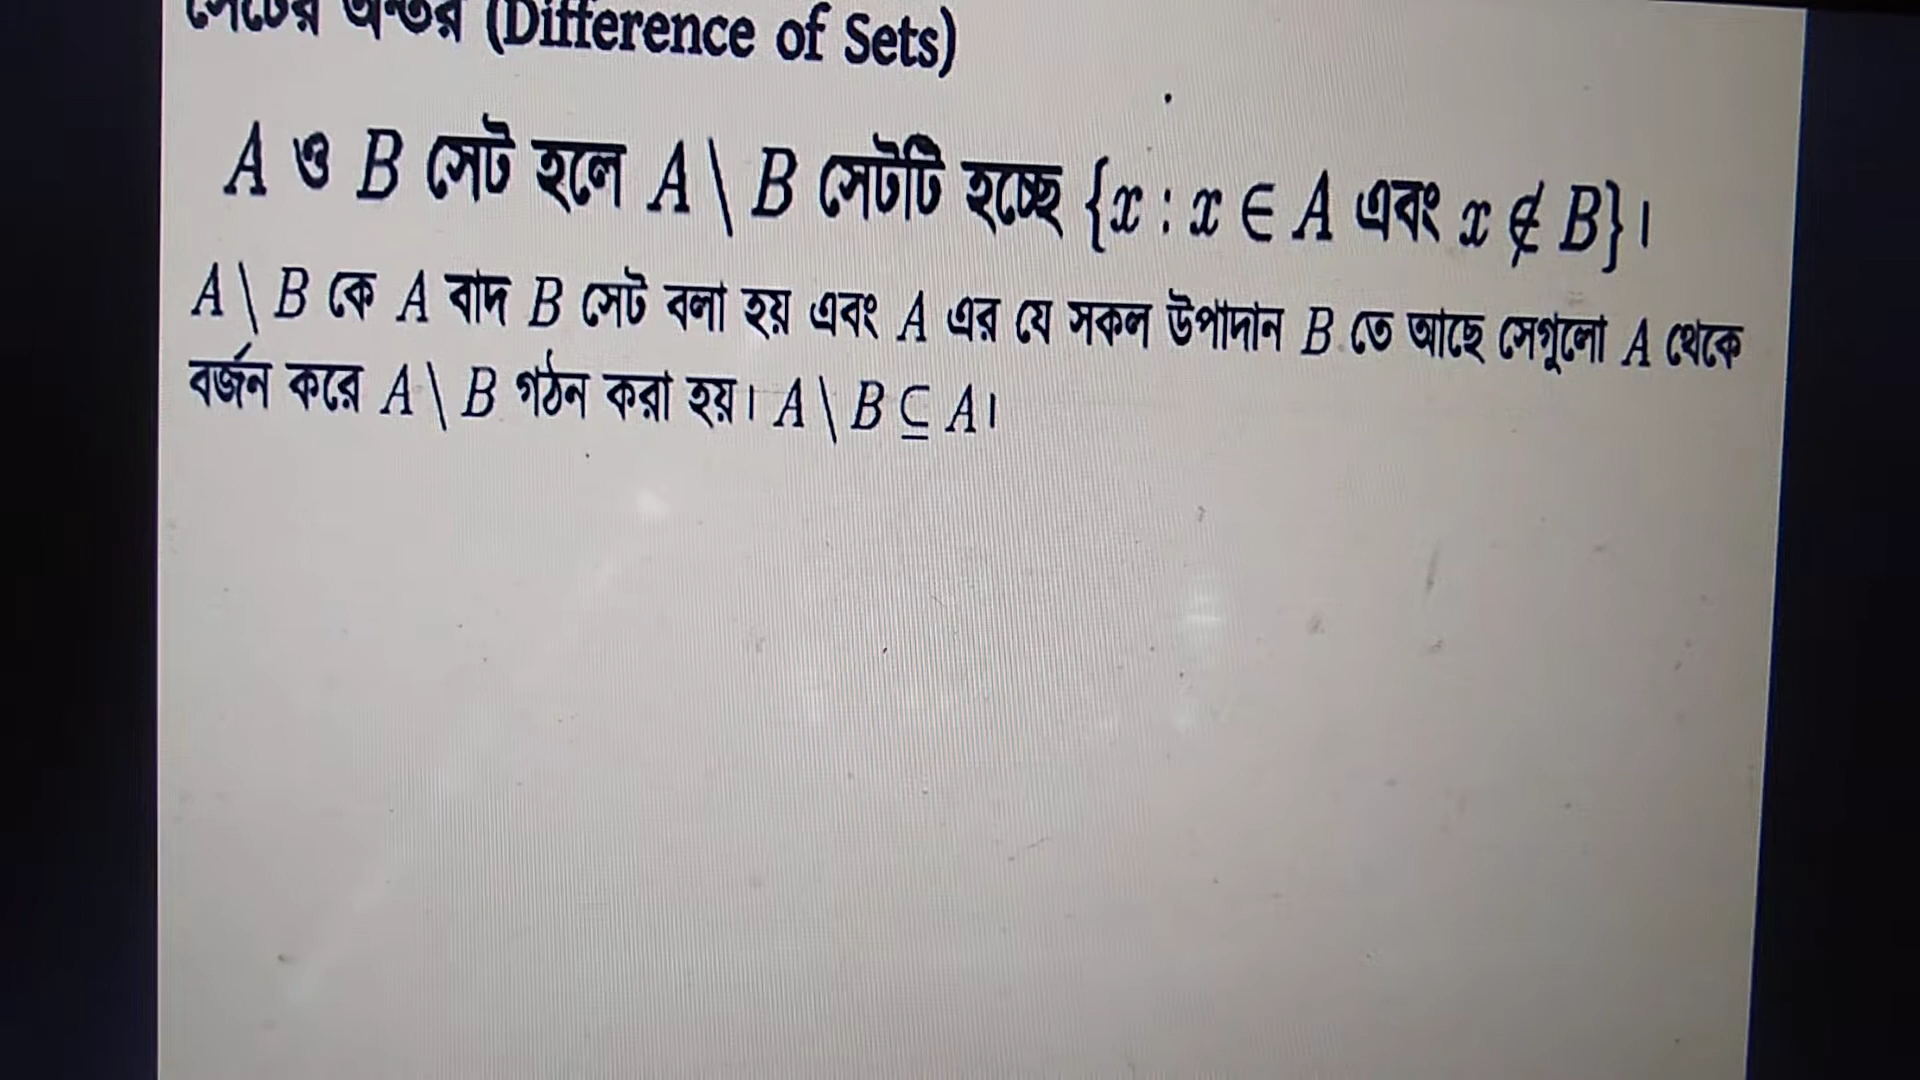 সেটের অন্তর (Difference of Sets)
A ও B সেট হলে A \ B সেটটি হচ্ছে {x : x ∈ A এবং x ∉ B}।
A \ B কে A বাদ B সেট বলা হয় এবং A এর যে সকল উপাদান B তে আছে সেগুলো A থেকে
বর্জন করে A \ B গঠন করা হয়। A \ B ⊆ A।